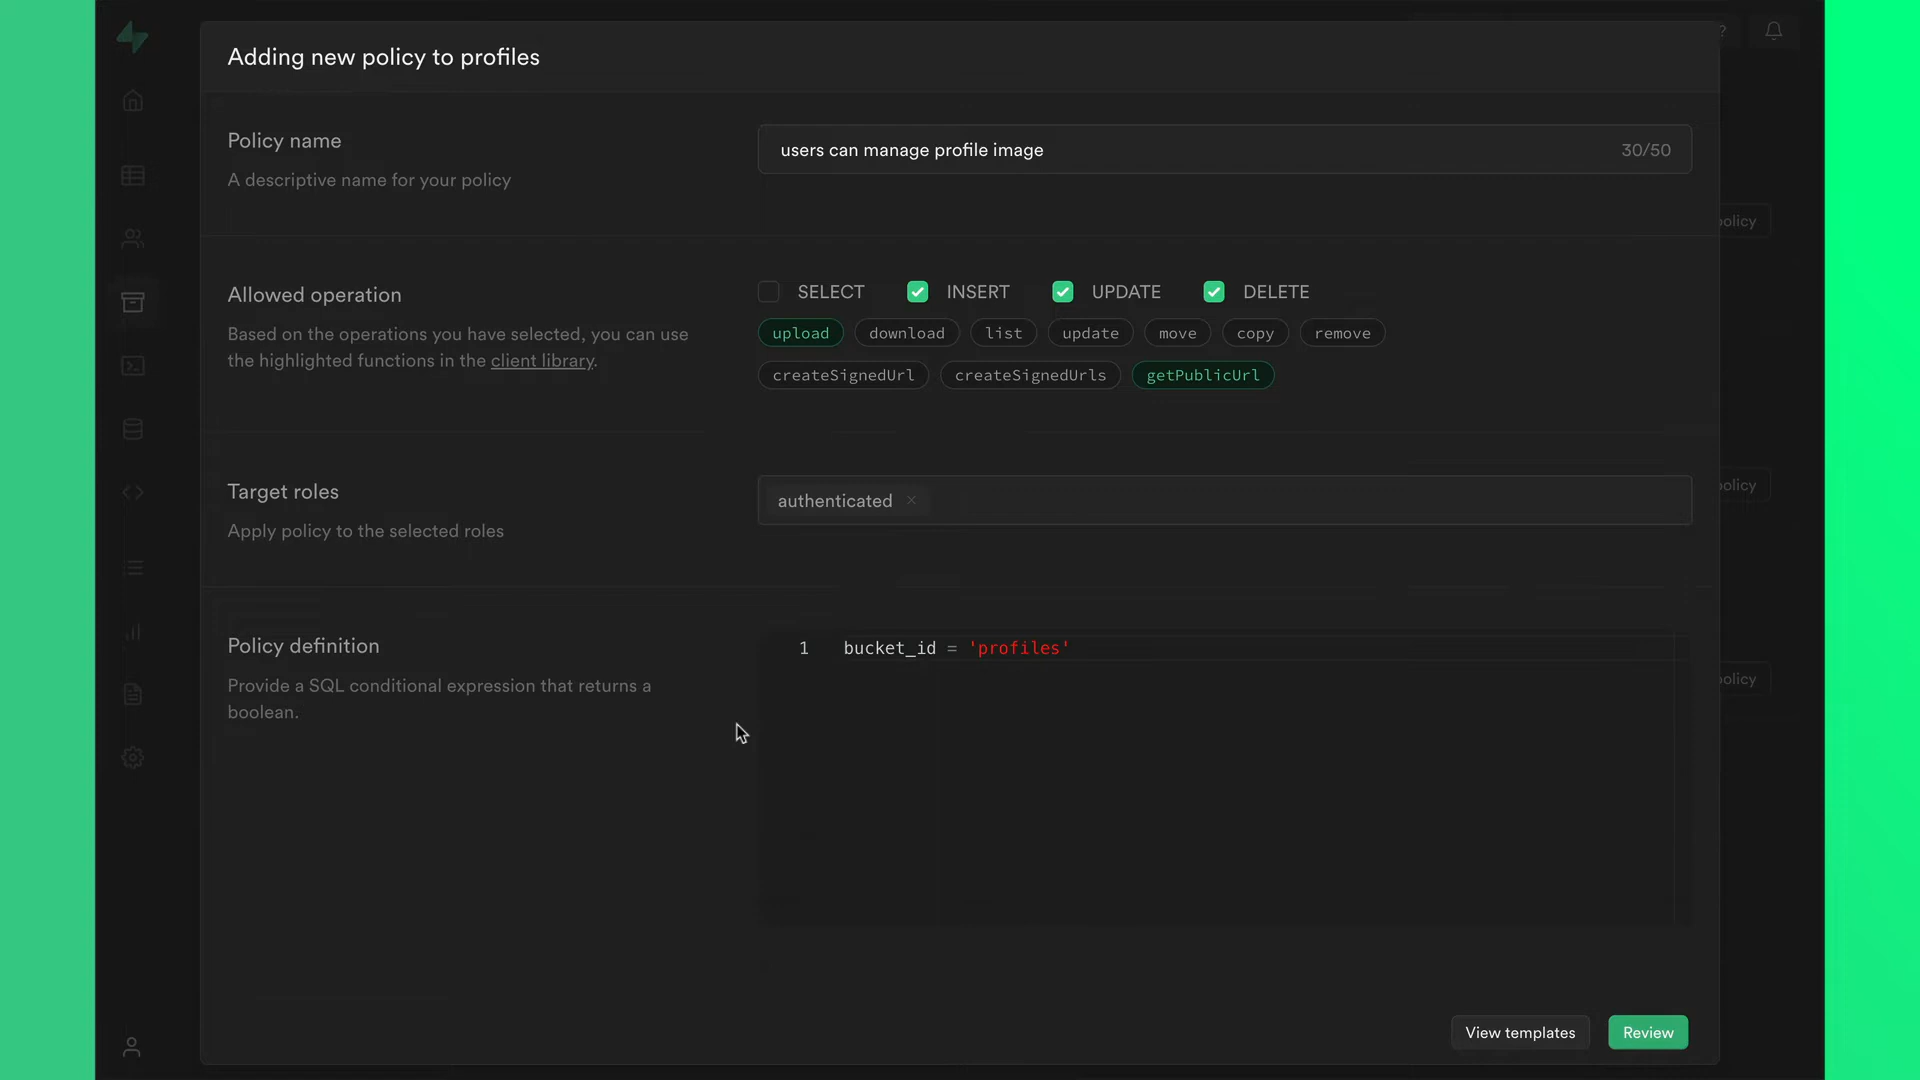 ?
Adding new policy to profiles
Policy name
A descriptive name for your policy
users can manage profile image
30/50
policy
Allowed operation
Based on the operations you have selected, you can use
the highlighted functions in the client library.
SELECT INSERT UPDATE DELETE
upload download list update move copy remove
createSignedUrl createSignedUrls getPublicUrl
Target roles
Apply policy to the selected roles
authenticated ×
policy
Policy definition
Provide a SQL conditional expression that returns a
boolean.
1 bucket_id = 'profiles'
policy
View templates
Review